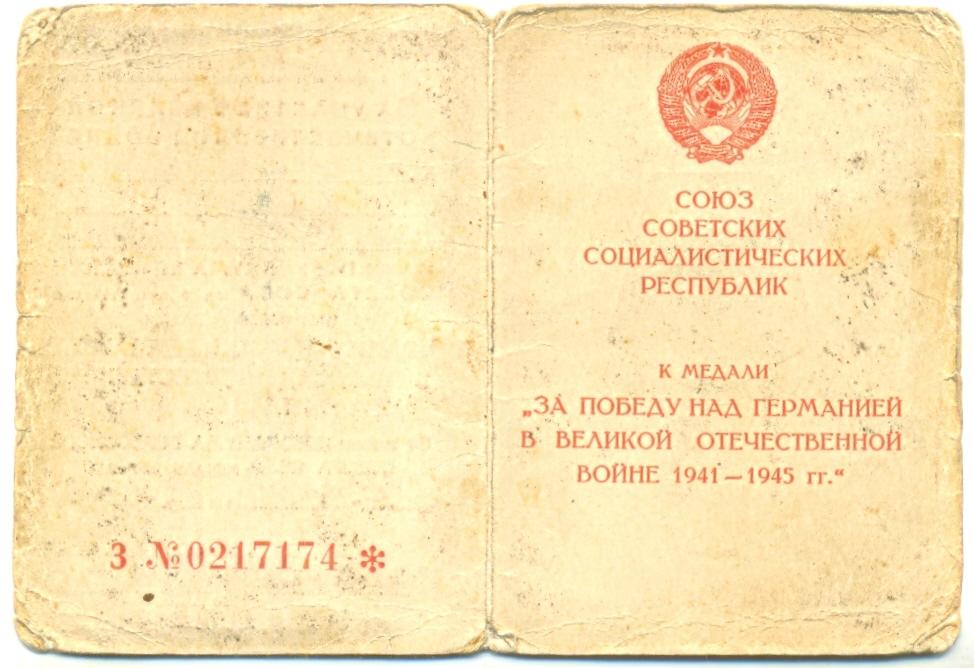 З №0217174 *
СОЮЗ
СОВЕТСКИХ
СОЦИАЛИСТИЧЕСКИХ
РЕСПУБЛИК
К МЕДАЛИ
„ЗА ПОБЕДУ НАД ГЕРМАНИЕЙ
В ВЕЛИКОЙ ОТЕЧЕСТВЕННОЙ
ВОЙНЕ 1941 — 1945 гг.“